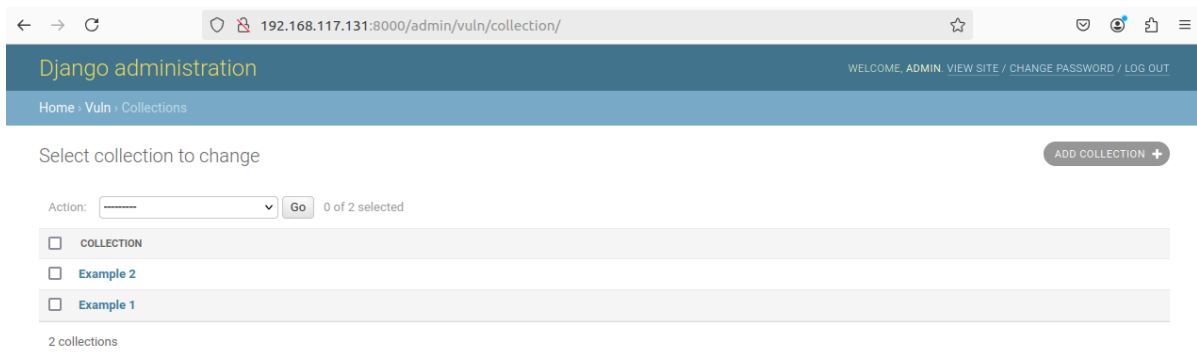 192.168.117.131:8000/admin/vuln/collection/
Django administration
WELCOME, ADMIN. VIEW SITE / CHANGE PASSWORD / LOG OUT
Home › Vuln › Collections
Select collection to change
ADD COLLECTION +
Action: --------- Go 0 of 2 selected
COLLECTION
Example 2
Example 1
2 collections